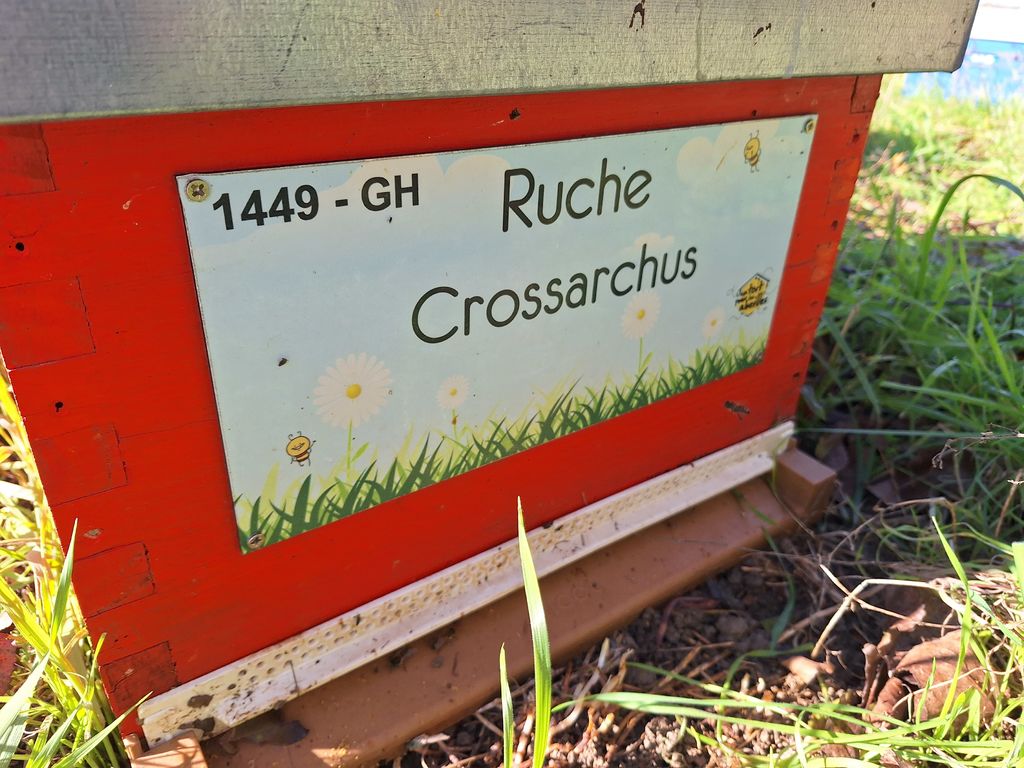 1449 - GH
Ruche
Crossarchus